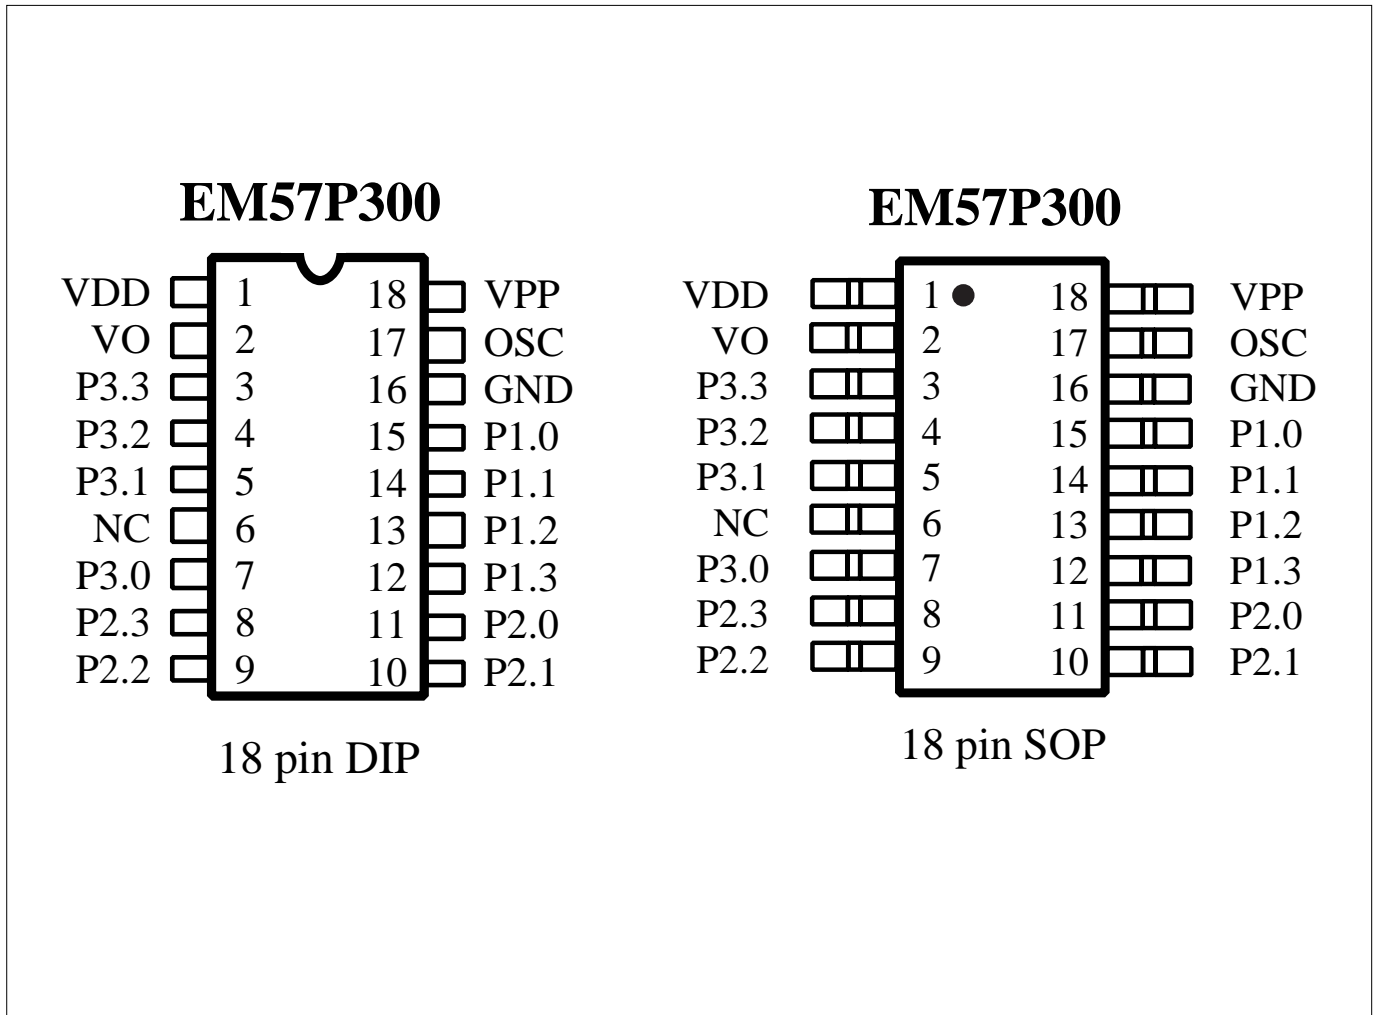 EM57P300
VDD 1 18 VPP
VO 2 17 OSC
P3.3 3 16 GND
P3.2 4 15 P1.0
P3.1 5 14 P1.1
NC 6 13 P1.2
P3.0 7 12 P1.3
P2.3 8 11 P2.0
P2.2 9 10 P2.1
18 pin DIP
EM57P300
VDD 1 18 VPP
VO 2 17 OSC
P3.3 3 16 GND
P3.2 4 15 P1.0
P3.1 5 14 P1.1
NC 6 13 P1.2
P3.0 7 12 P1.3
P2.3 8 11 P2.0
P2.2 9 10 P2.1
18 pin SOP